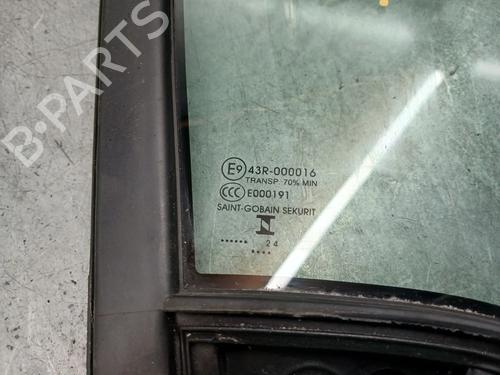 B-PARTS
E9 43R-000016
TRANSP. 70% MIN
CCC E000191
SAINT-GOBAIN SEKURIT
...... 24
....